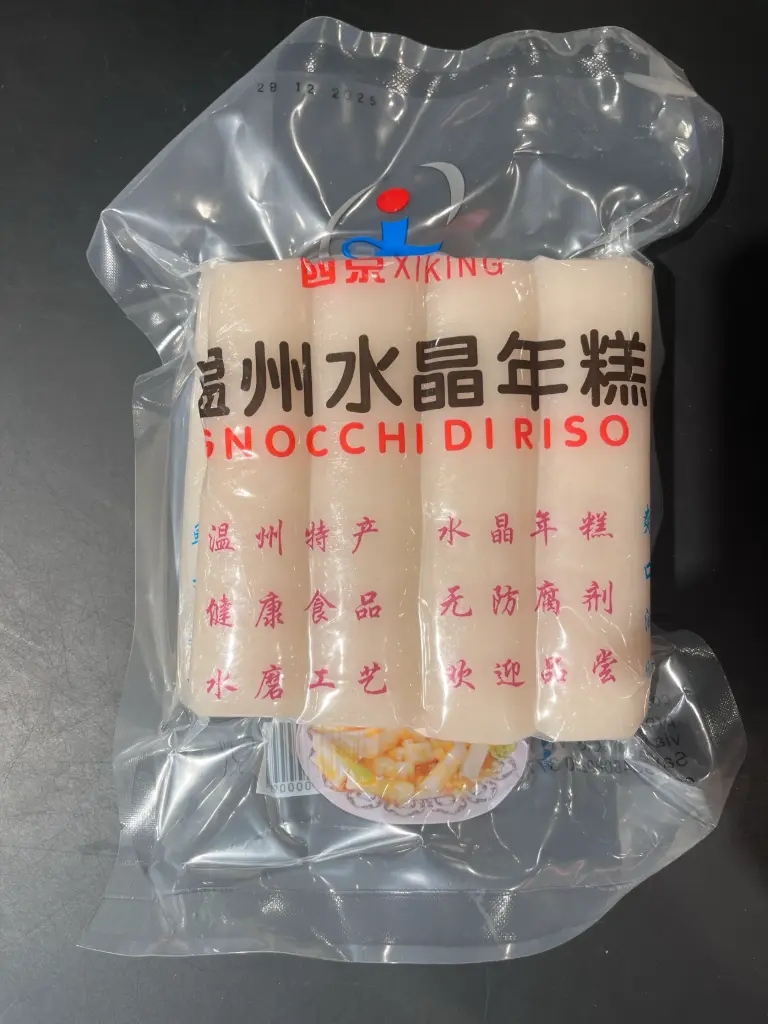 28 12 2025
西泉 XIKING
温州水晶年糕
GNOCCHI DI RISO
温州特产 水晶年糕
健康食品 无防腐剂
水磨工艺 欢迎品尝